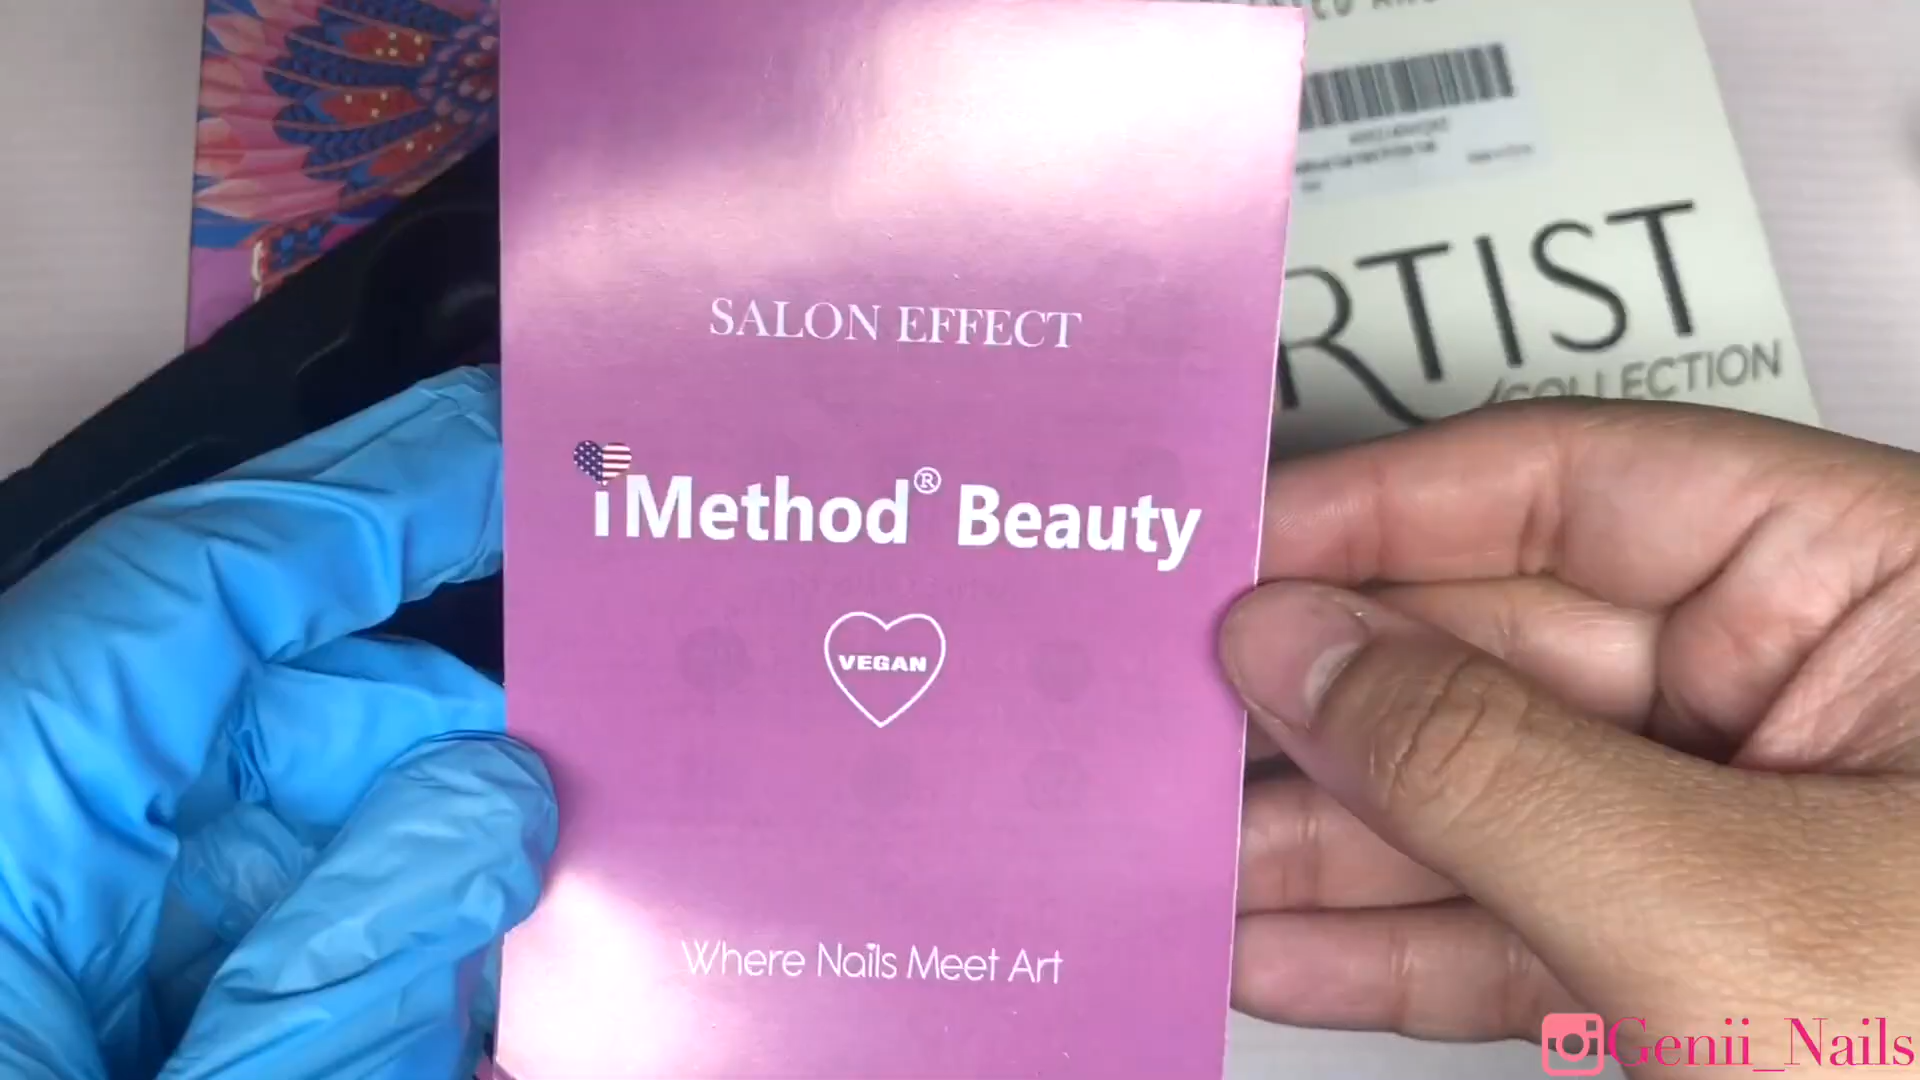 SALON EFFECT
iMethod® Beauty
VEGAN
Where Nails Meet Art
RTIST
COLLECTION
Genii_Nails